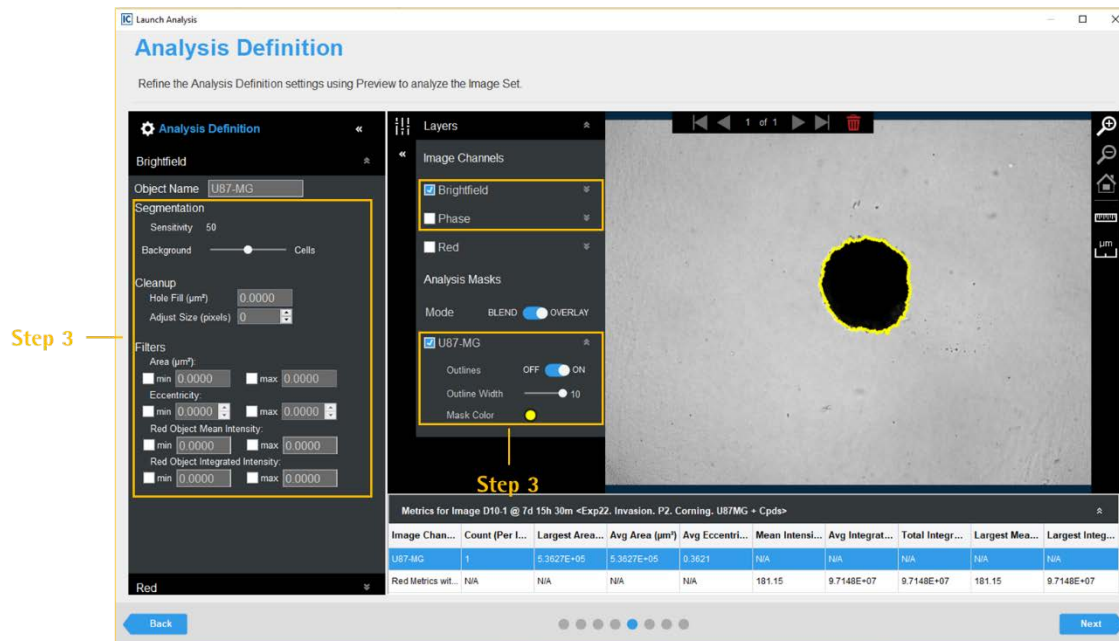 IC Launch Analysis
Analysis Definition
Refine the Analysis Definition settings using Preview to analyze the Image Set.
Analysis Definition
Brightfield
Object Name U87-MG
Segmentation
Sensitivity 50
Background Cells
Cleanup
Hole Fill (µm²) 0.0000
Adjust Size (pixels) 0
Filters
Area (µm²):
min 0.0000 max 0.0000
Eccentricity:
min 0.0000 max 0.0000
Red Object Mean Intensity:
min 0.0000 max 0.0000
Red Object Integrated Intensity:
min 0.0000 max 0.0000
Red
Step 3
Layers
Image Channels
Brightfield
Phase
Red
Analysis Masks
Mode BLEND OVERLAY
U87-MG
Outlines OFF ON
Outline Width 10
Mask Color
Step 3
1 of 1
µm
Metrics for Image D10-1 @ 7d 15h 30m <Exp22. Invasion. P2. Corning. U87MG + Cpds>
Image Chan... Count (Per I... Largest Area... Avg Area (µm²) Avg Eccentri... Mean Intensi... Avg Integrat... Total Integr... Largest Mea... Largest Integ...
U87-MG 1 5.3627E+05 5.3627E+05 0.3621 N/A N/A N/A N/A N/A
Red Metrics wit... N/A N/A N/A N/A 181.15 9.7148E+07 9.7148E+07 181.15 9.7148E+07
Back Next